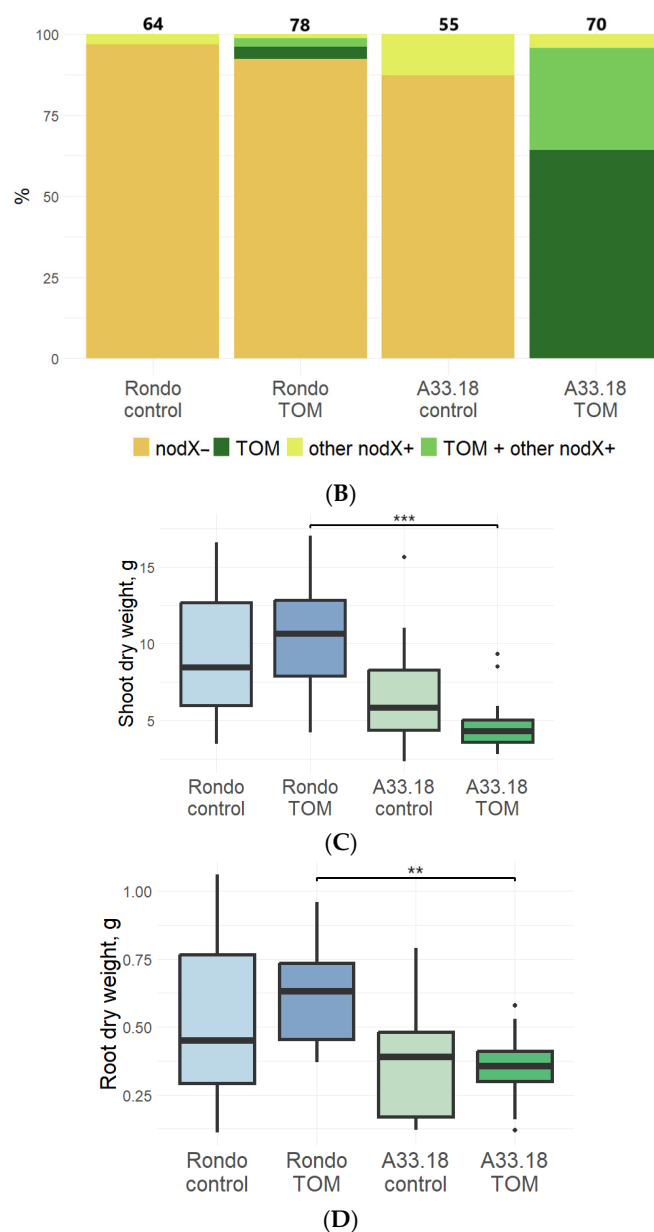 64 78 55 70
100
75
50
25
0
%
Rondo control
Rondo TOM
A33.18 control
A33.18 TOM
nodX– TOM other nodX+ TOM + other nodX+
(B)
***
15
10
5
Shoot dry weight, g
Rondo control
Rondo TOM
A33.18 control
A33.18 TOM
(C)
**
1.00
0.75
0.50
0.25
Root dry weight, g
Rondo control
Rondo TOM
A33.18 control
A33.18 TOM
(D)